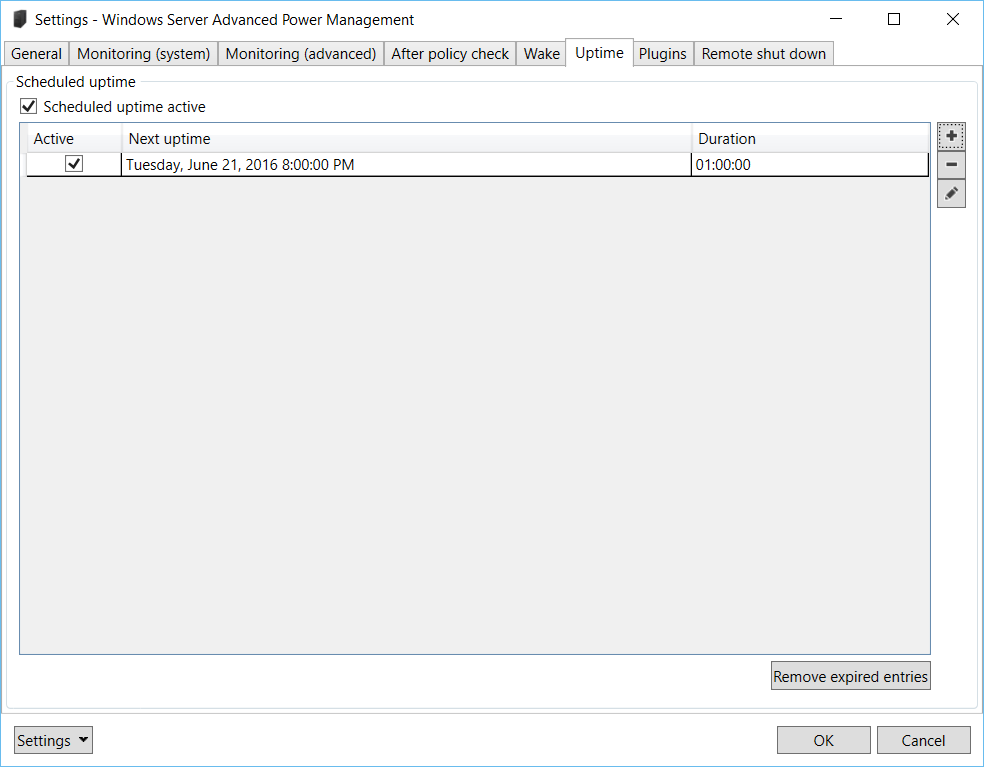 Settings - Windows Server Advanced Power Management
General Monitoring (system) Monitoring (advanced) After policy check Wake Uptime Plugins Remote shut down
Scheduled uptime
Scheduled uptime active
Active Next uptime Duration
Tuesday, June 21, 2016 8:00:00 PM 01:00:00
Remove expired entries
Settings OK Cancel